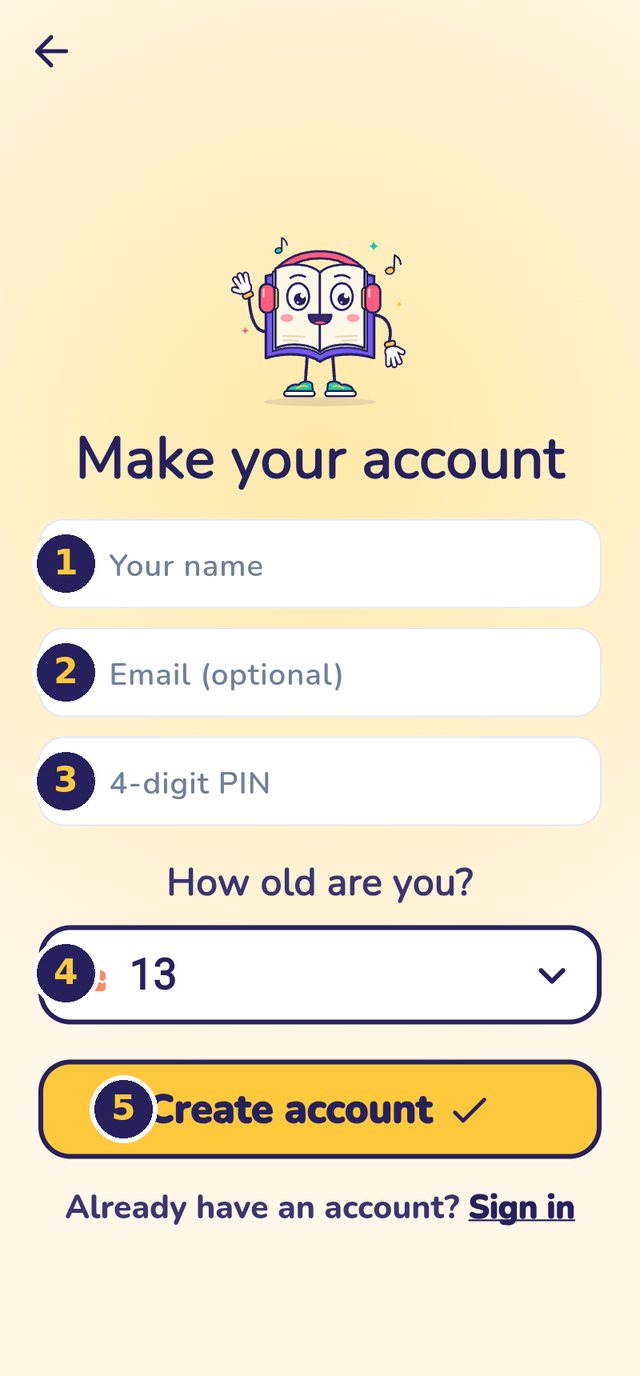 Make your account
1 Your name
2 Email (optional)
3 4-digit PIN
How old are you?
4 13
5 Create account
Already have an account? Sign in